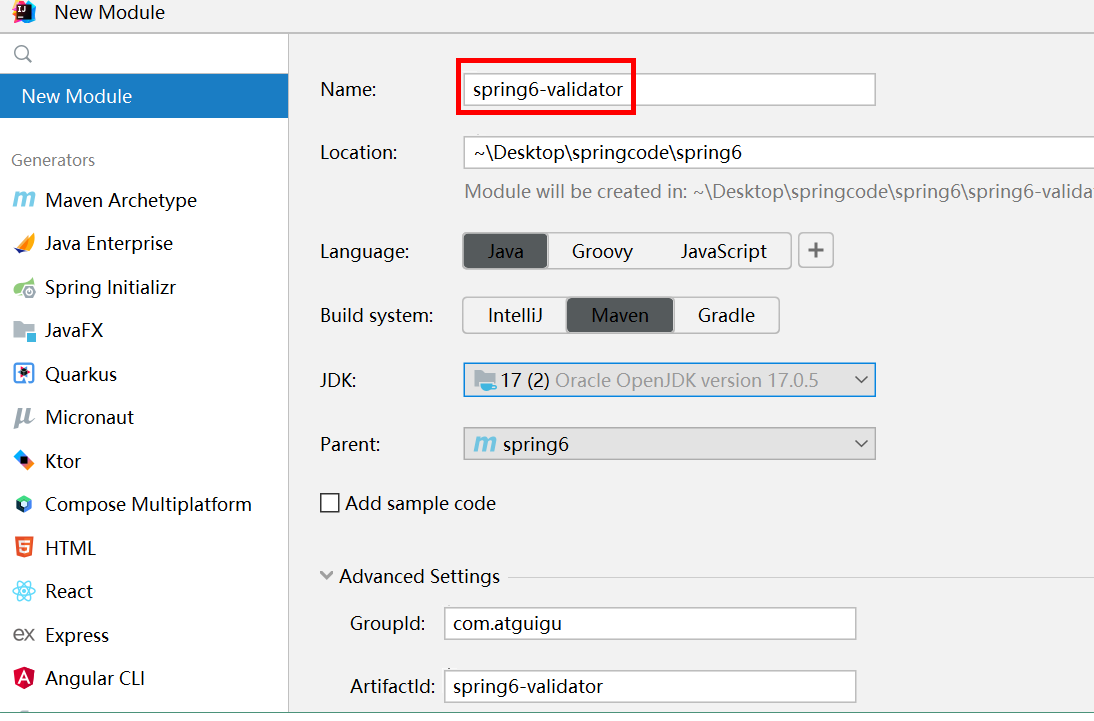 New Module
New Module
Generators
Maven Archetype
Java Enterprise
Spring Initializr
JavaFX
Quarkus
Micronaut
Ktor
Compose Multiplatform
HTML
React
ex Express
Angular CLI
Name: spring6-validator
Location: ~\Desktop\springcode\spring6
Module will be created in: ~\Desktop\springcode\spring6\spring6-valida
Language: Java Groovy JavaScript +
Build system: IntelliJ Maven Gradle
JDK: 17 (2) Oracle OpenJDK version 17.0.5
Parent: m spring6
Add sample code
Advanced Settings
GroupId: com.atguigu
ArtifactId: spring6-validator